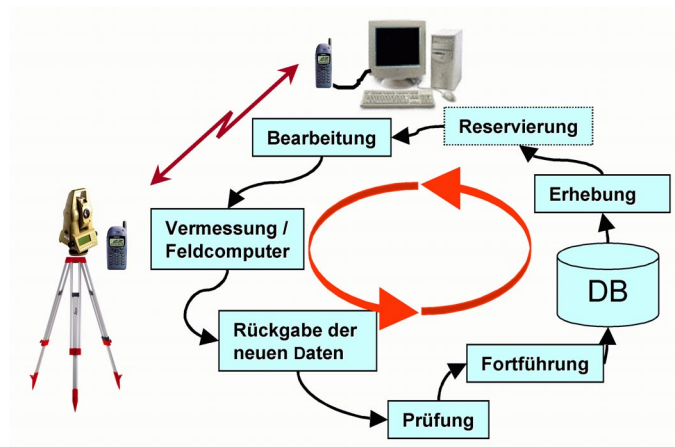 Reservierung
Bearbeitung
Erhebung
Vermessung /
Feldcomputer
DB
Rückgabe der
neuen Daten
Fortführung
Prüfung